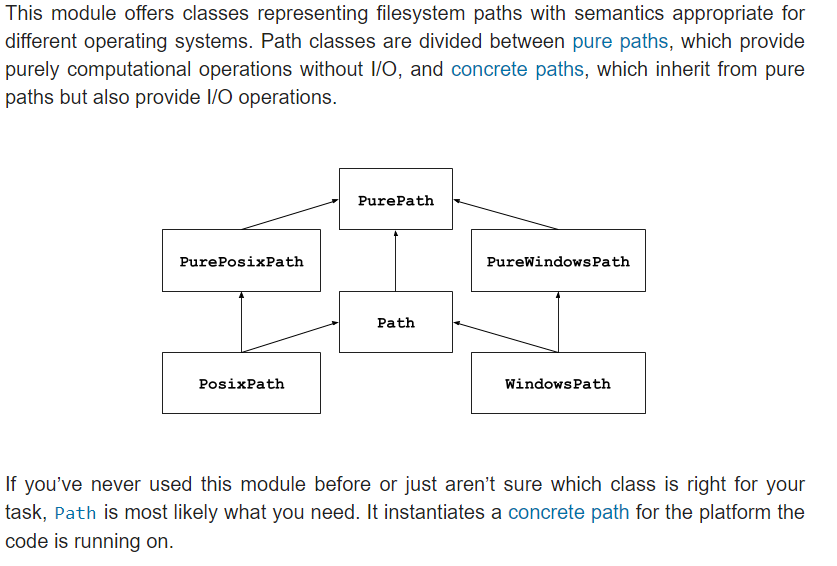 This module offers classes representing filesystem paths with semantics appropriate for
different operating systems. Path classes are divided between pure paths, which provide
purely computational operations without I/O, and concrete paths, which inherit from pure
paths but also provide I/O operations.
PurePath
PurePosixPath
PureWindowsPath
Path
PosixPath
WindowsPath
If you’ve never used this module before or just aren’t sure which class is right for your
task, Path is most likely what you need. It instantiates a concrete path for the platform the
code is running on.